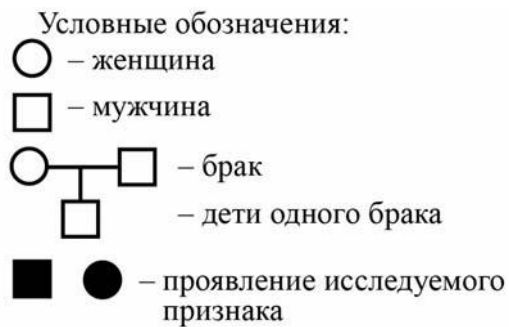 Условные обозначения:
– женщина
– мужчина
– брак
– дети одного брака
– проявление исследуемого
признака